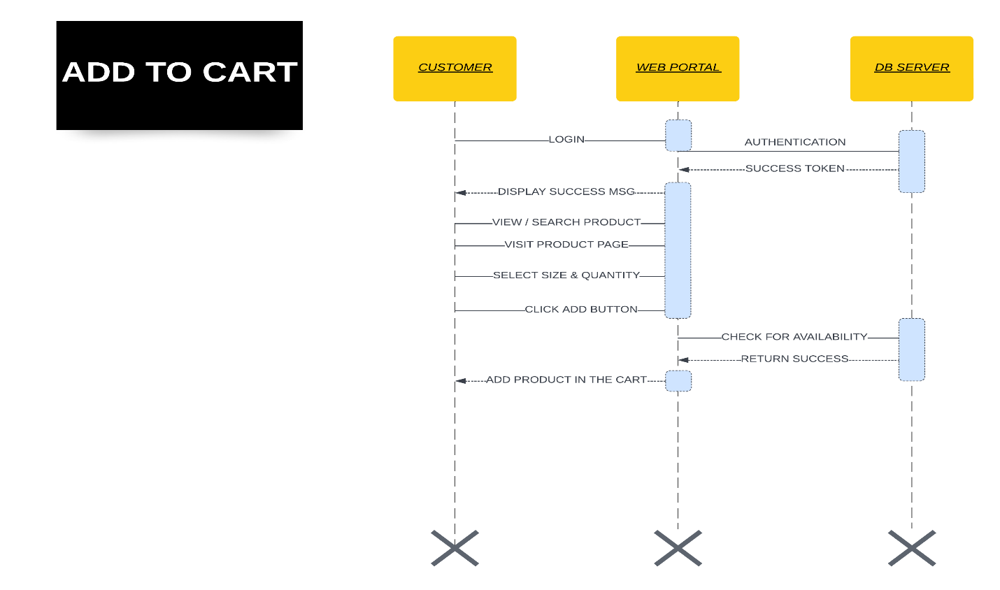 ADD TO CART
CUSTOMER
WEB PORTAL
DB SERVER
LOGIN
AUTHENTICATION
SUCCESS TOKEN
DISPLAY SUCCESS MSG
VIEW / SEARCH PRODUCT
VISIT PRODUCT PAGE
SELECT SIZE & QUANTITY
CLICK ADD BUTTON
CHECK FOR AVAILABILITY
RETURN SUCCESS
ADD PRODUCT IN THE CART